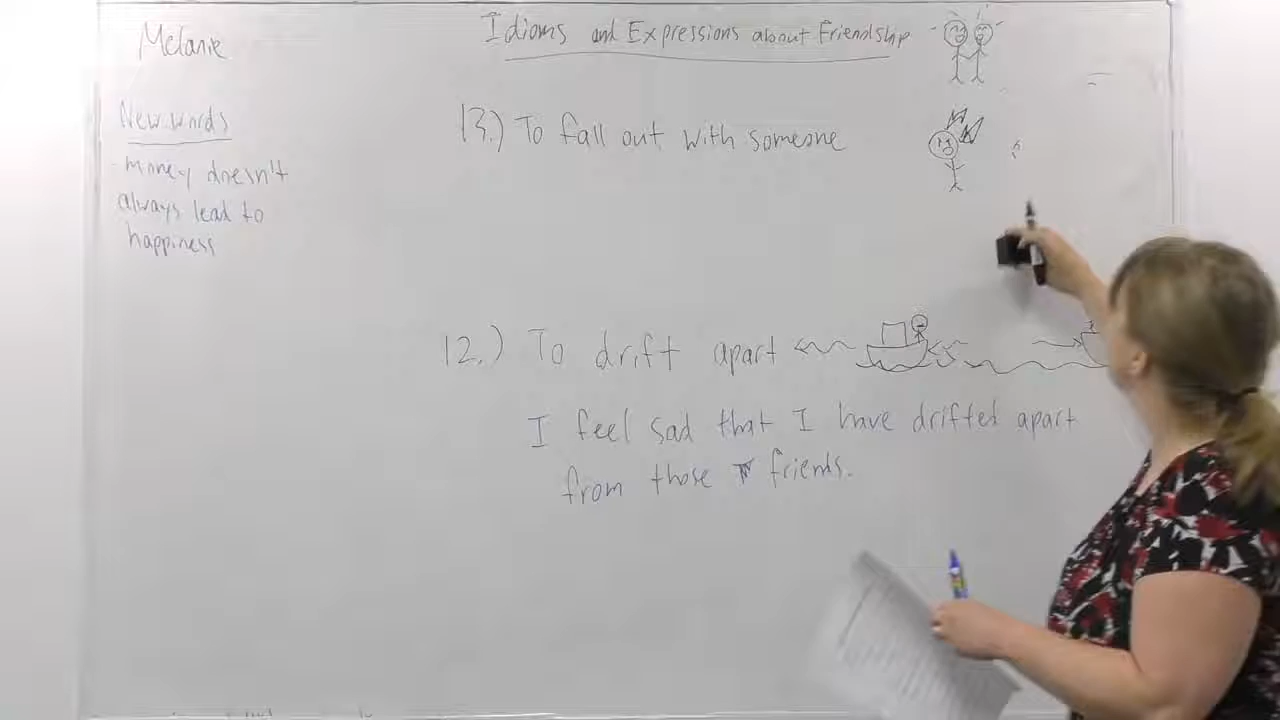 Melanie
Idioms and Expressions about Friendship
New words
- money doesn't
always lead to
happiness
13.) To fall out with someone
12.) To drift apart
I feel sad that I have drifted apart
from those friends.